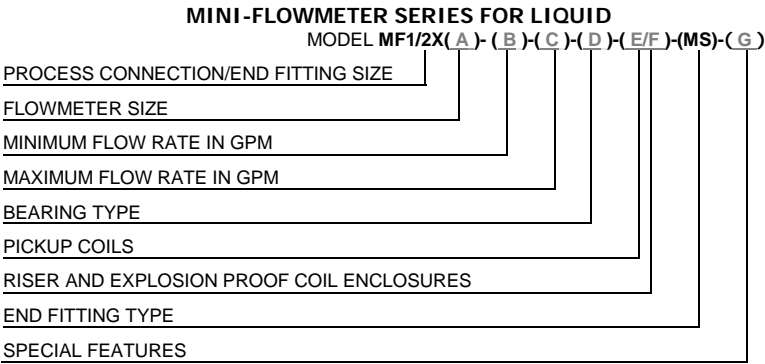 MINI-FLOWMETER SERIES FOR LIQUID
MODEL MF1/2X( A )- ( B )-( C )-( D )-( E/F )-(MS)-( G )
PROCESS CONNECTION/END FITTING SIZE
FLOWMETER SIZE
MINIMUM FLOW RATE IN GPM
MAXIMUM FLOW RATE IN GPM
BEARING TYPE
PICKUP COILS
RISER AND EXPLOSION PROOF COIL ENCLOSURES
END FITTING TYPE
SPECIAL FEATURES